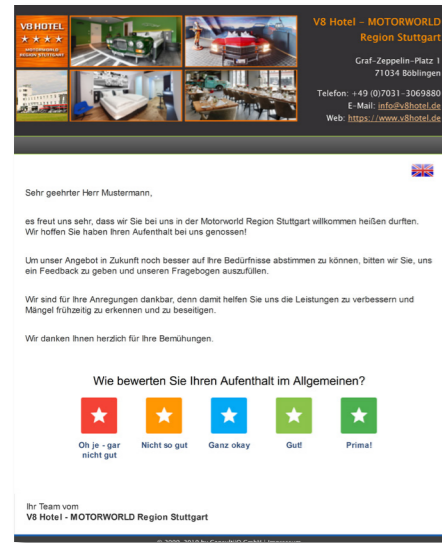 V8 HOTEL
MOTORWORLD
REGION STUTTGART
V8 Hotel – MOTORWORLD
Region Stuttgart
Graf-Zeppelin-Platz 1
71034 Böblingen
Telefon: +49 (0)7031-3069880
E-Mail: info@v8hotel.de
Web: https://www.v8hotel.de
Sehr geehrter Herr Mustermann,
es freut uns sehr, dass wir Sie bei uns in der Motorworld Region Stuttgart willkommen heißen durften.
Wir hoffen Sie haben Ihren Aufenthalt bei uns genossen!
Um unser Angebot in Zukunft noch besser auf Ihre Bedürfnisse abstimmen zu können, bitten wir Sie, uns
ein Feedback zu geben und unseren Fragebogen auszufüllen.
Wir sind für Ihre Anregungen dankbar, denn damit helfen Sie uns die Leistungen zu verbessern und
Mängel frühzeitig zu erkennen und zu beseitigen.
Wir danken Ihnen herzlich für Ihre Bemühungen.
Wie bewerten Sie Ihren Aufenthalt im Allgemeinen?
Oh je - gar
nicht gut
Nicht so gut
Ganz okay
Gut!
Prima!
Ihr Team vom
V8 Hotel - MOTORWORLD Region Stuttgart